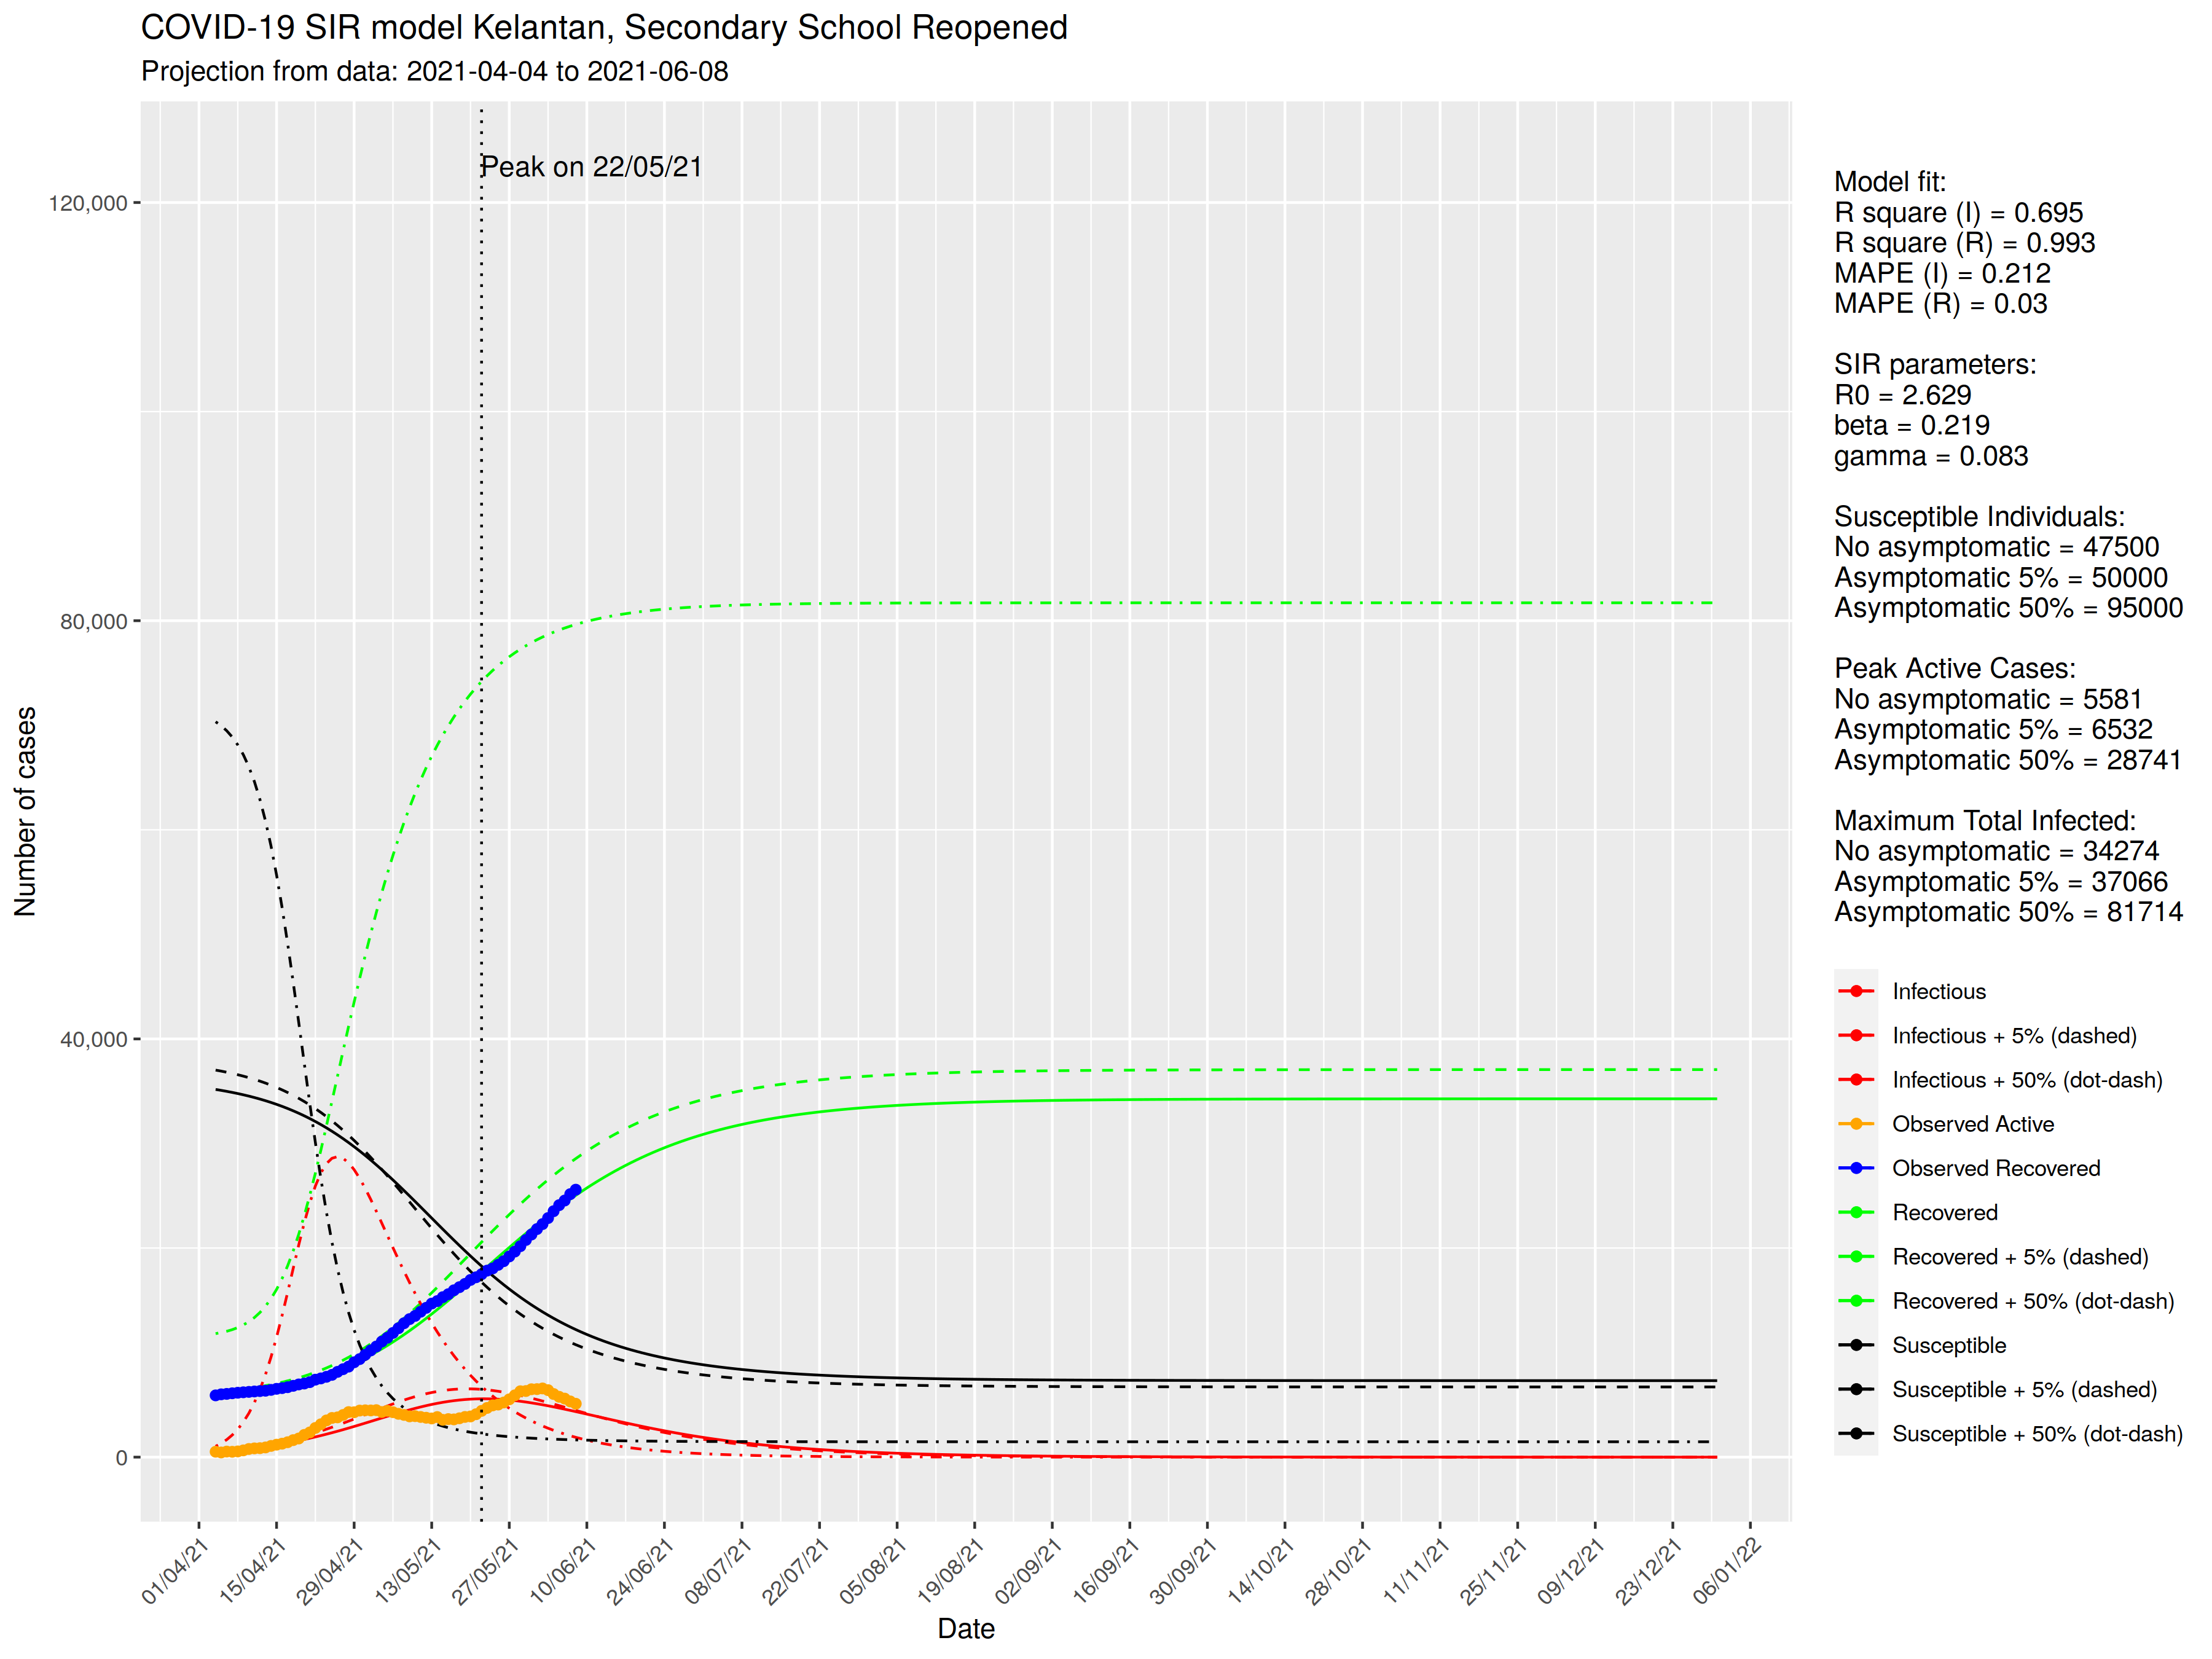 COVID-19 SIR model Kelantan, Secondary School Reopened
Projection from data: 2021-04-04 to 2021-06-08
Peak on 22/05/21
120,000
80,000
40,000
0
Number of cases
01/04/21
15/04/21
29/04/21
13/05/21
27/05/21
10/06/21
24/06/21
08/07/21
22/07/21
05/08/21
19/08/21
02/09/21
16/09/21
30/09/21
14/10/21
28/10/21
11/11/21
25/11/21
09/12/21
23/12/21
06/01/22
Date
Model fit:
R square (I) = 0.695
R square (R) = 0.993
MAPE (I) = 0.212
MAPE (R) = 0.03
SIR parameters:
R0 = 2.629
beta = 0.219
gamma = 0.083
Susceptible Individuals:
No asymptomatic = 47500
Asymptomatic 5% = 50000
Asymptomatic 50% = 95000
Peak Active Cases:
No asymptomatic = 5581
Asymptomatic 5% = 6532
Asymptomatic 50% = 28741
Maximum Total Infected:
No asymptomatic = 34274
Asymptomatic 5% = 37066
Asymptomatic 50% = 81714
Infectious
Infectious + 5% (dashed)
Infectious + 50% (dot-dash)
Observed Active
Observed Recovered
Recovered
Recovered + 5% (dashed)
Recovered + 50% (dot-dash)
Susceptible
Susceptible + 5% (dashed)
Susceptible + 50% (dot-dash)